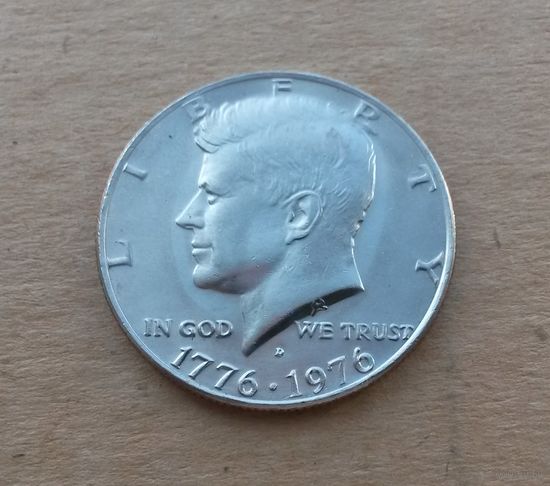 LIBERTY
IN GOD WE TRUST
D
1776 • 1976